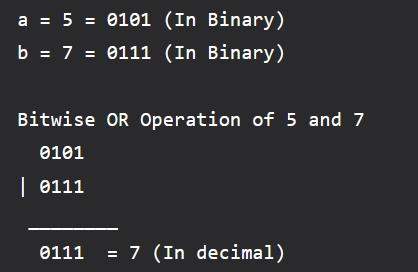 a = 5 = 0101 (In Binary)
b = 7 = 0111 (In Binary)
Bitwise OR Operation of 5 and 7
0101
| 0111
________
0111 = 7 (In decimal)